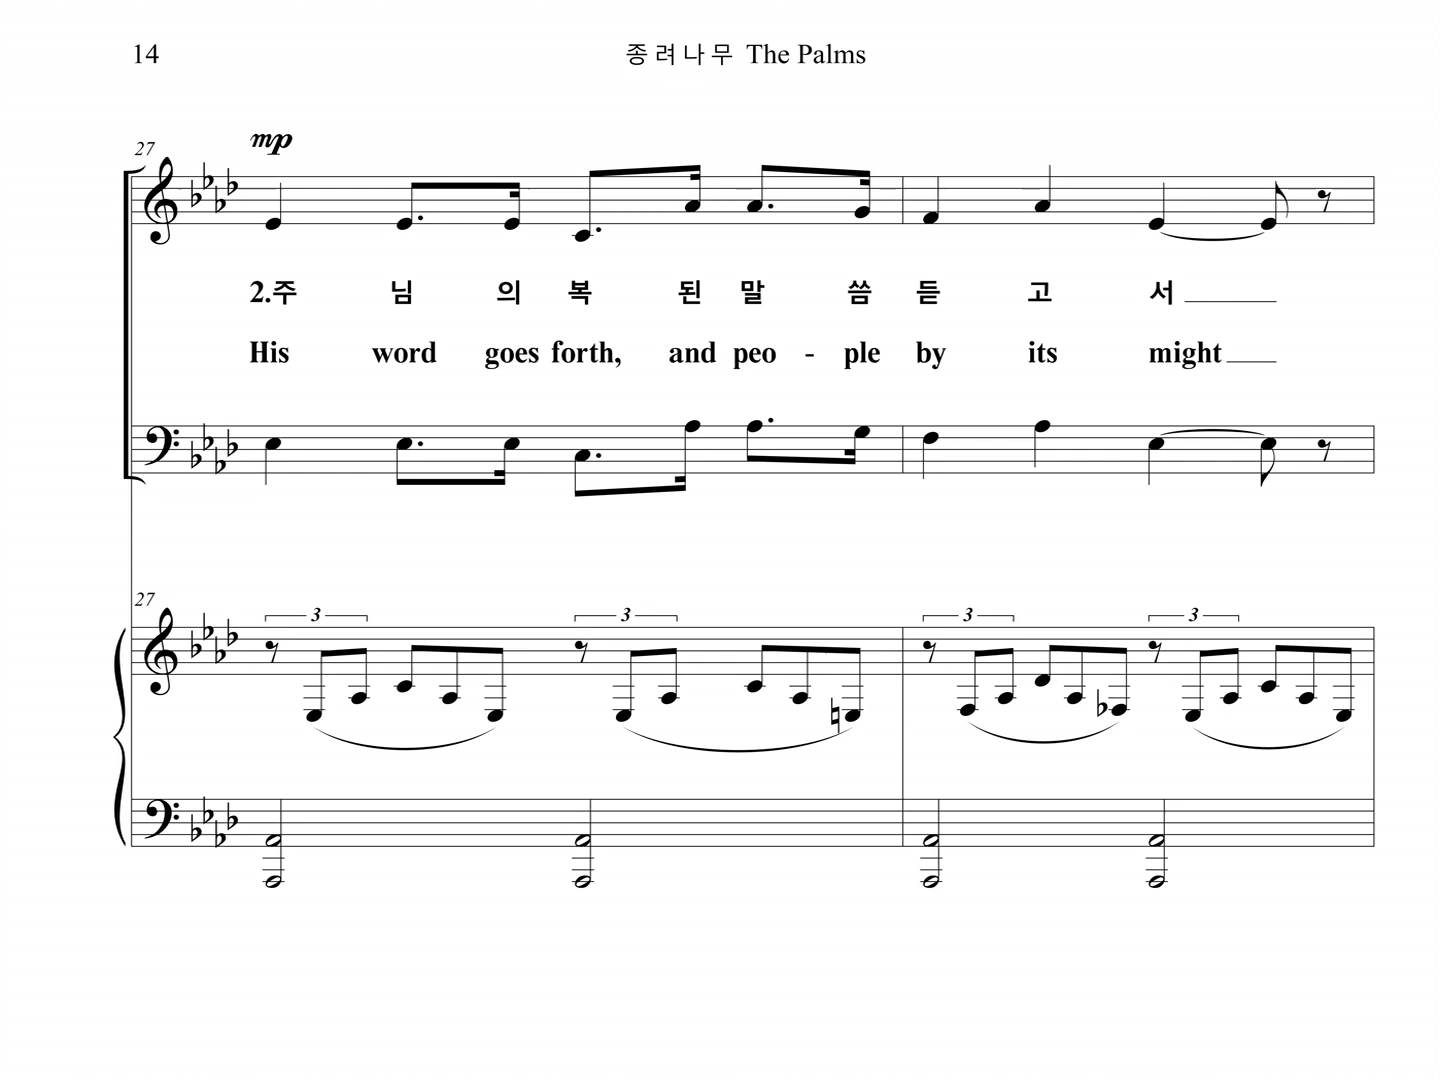 14
종려나무 The Palms
mp
27
2.주 님 의 복 된 말 씀 듣 고 서
His word goes forth, and peo - ple by its might
27
3 3 3 3